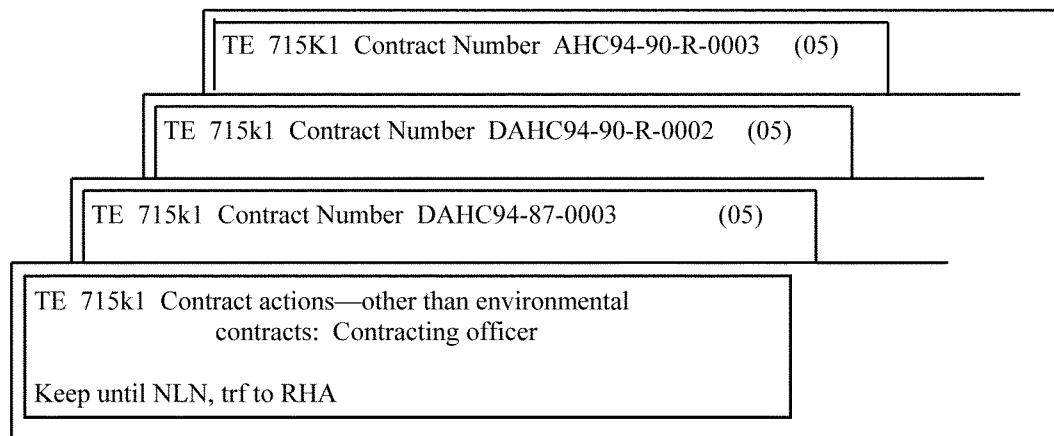 TE 715K1 Contract Number AHC94-90-R-0003 (05)
TE 715k1 Contract Number DAHC94-90-R-0002 (05)
TE 715k1 Contract Number DAHC94-87-0003 (05)
TE 715k1 Contract actions—other than environmental
contracts: Contracting officer
Keep until NLN, trf to RHA